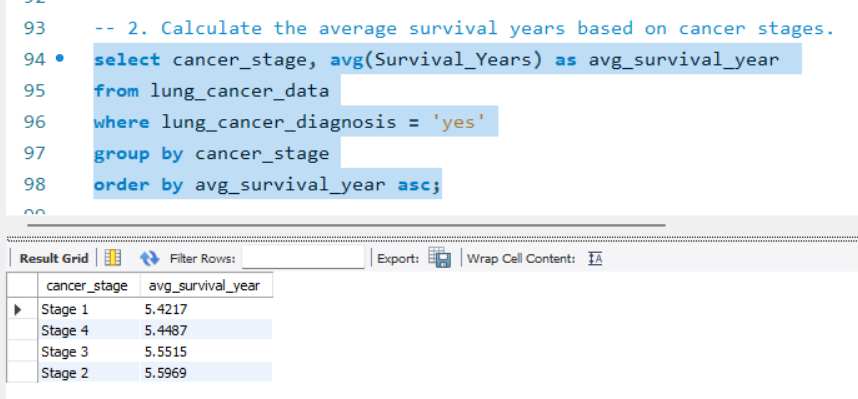 93 -- 2. Calculate the average survival years based on cancer stages.
94 select cancer_stage, avg(Survival_Years) as avg_survival_year
95 from lung_cancer_data
96 where lung_cancer_diagnosis = 'yes'
97 group by cancer_stage
98 order by avg_survival_year asc;
Result Grid Filter Rows: Export: Wrap Cell Content:
cancer_stage avg_survival_year
Stage 1 5.4217
Stage 4 5.4487
Stage 3 5.5515
Stage 2 5.5969